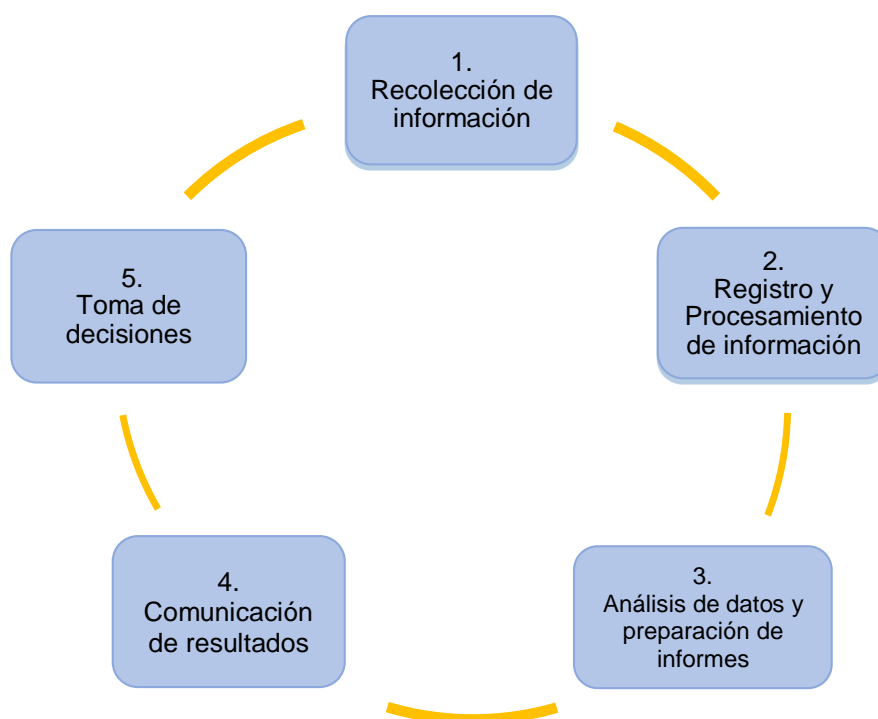 1.
Recolección de
información
2.
Registro y
Procesamiento
de información
3.
Análisis de datos y
preparación de
informes
4.
Comunicación
de resultados
5.
Toma de
decisiones